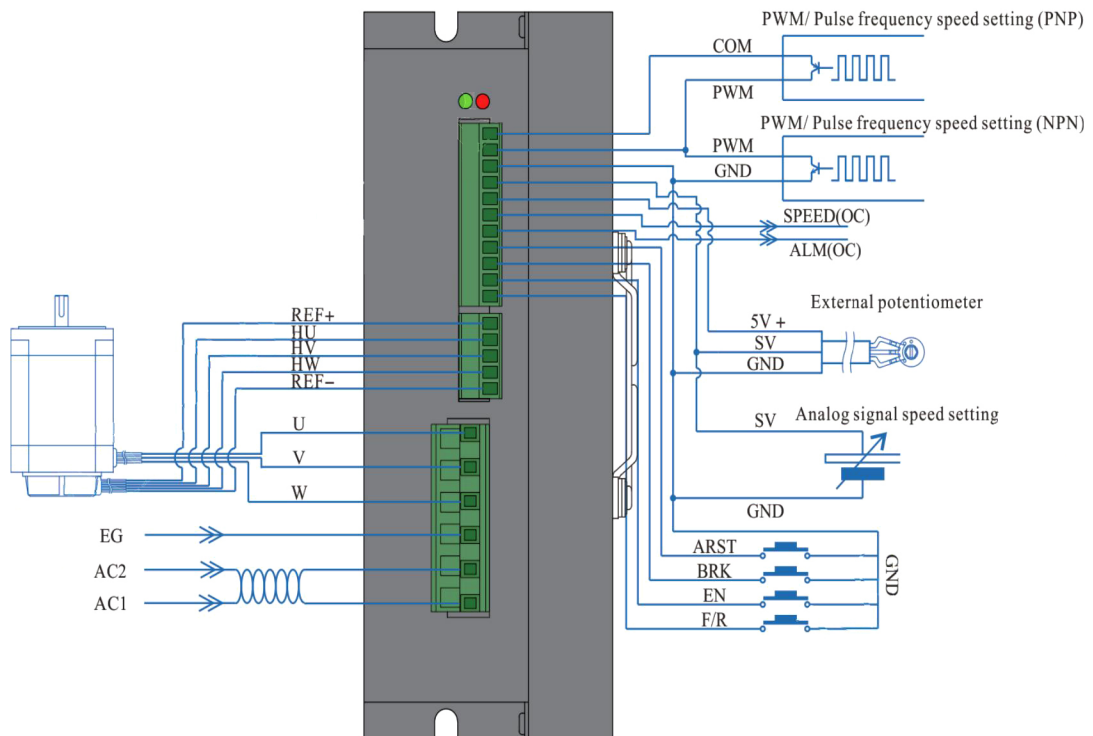 PWM/ Pulse frequency speed setting (PNP)
COM
PWM
PWM/ Pulse frequency speed setting (NPN)
PWM
GND
SPEED(OC)
ALM(OC)
External potentiometer
5V +
SV
GND
Analog signal speed setting
SV
GND
ARST
BRK
EN
F/R
GND
REF+
HU
HV
HW
REF−
U
V
W
EG
AC2
AC1